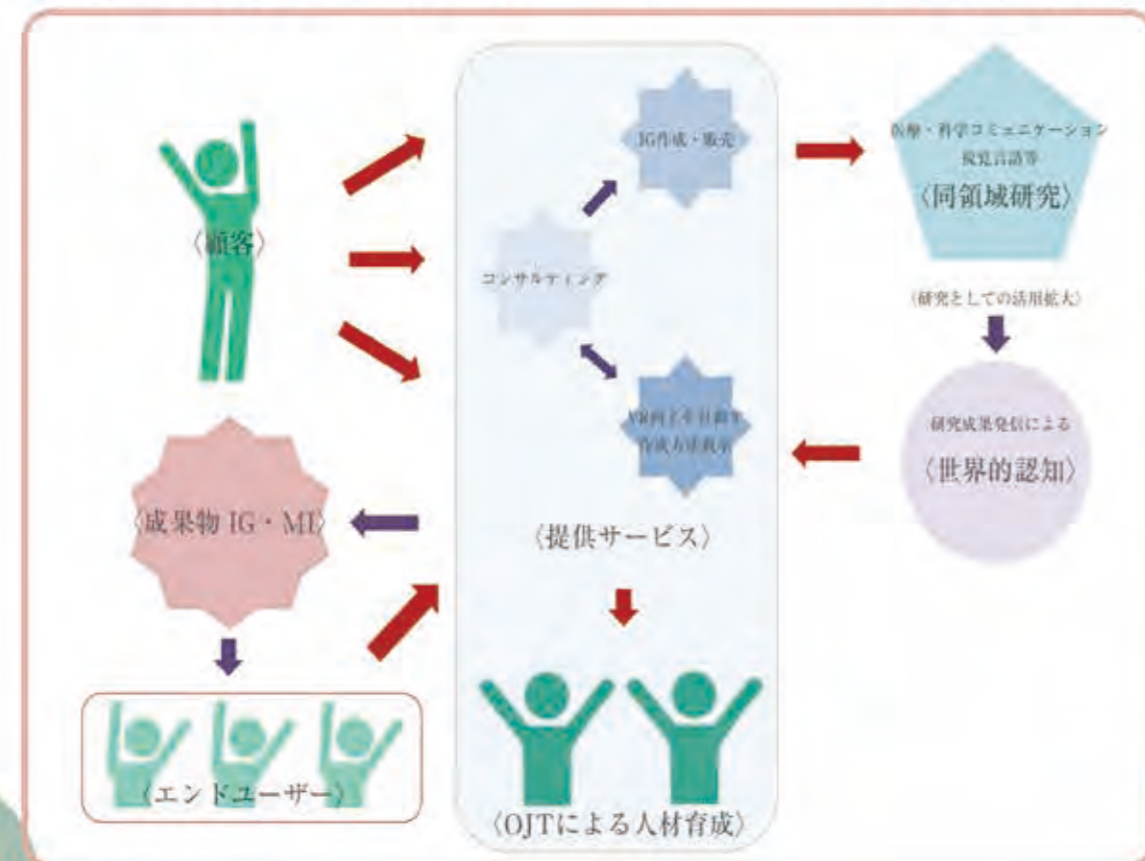 〈顧客〉
IG作成・販売
コンサルティング
〈提供サービス〉
〈OJTによる人材育成〉
〈成果物 IG・MI〉
〈エンドユーザー〉
医療・科学コミュニケーション
視覚言語等
〈同領域研究〉
〈研究としての活用拡大〉
研究成果発信による
〈世界的認知〉